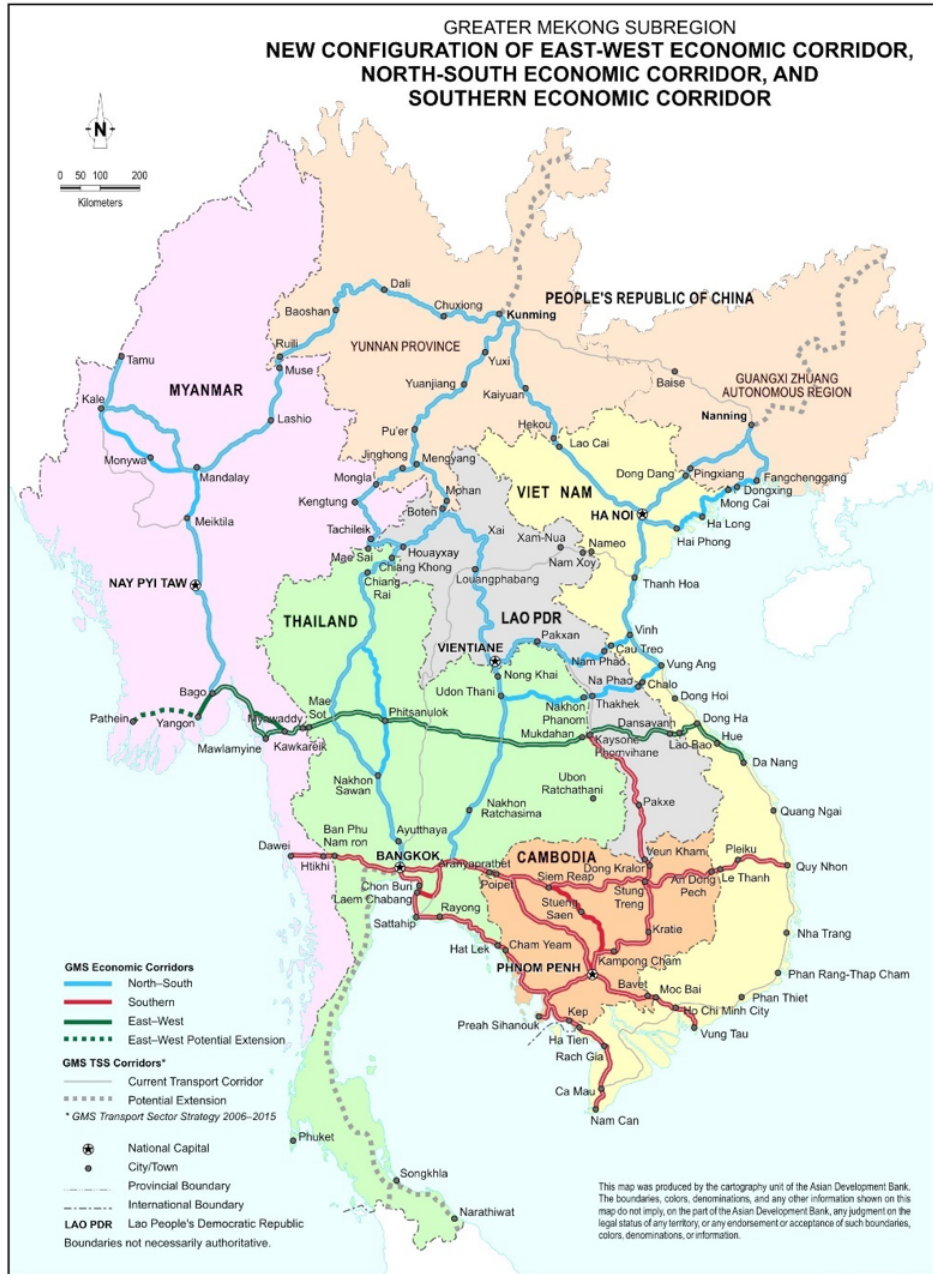 GREATER MEKONG SUBREGION
NEW CONFIGURATION OF EAST-WEST ECONOMIC CORRIDOR,
NORTH-SOUTH ECONOMIC CORRIDOR, AND
SOUTHERN ECONOMIC CORRIDOR
N
0 50 100 200
Kilometers
Dali
Baoshan
Chuxiong
Kunming
PEOPLE'S REPUBLIC OF CHINA
Ruili
YUNNAN PROVINCE
Tamu
Muse
Yuxi
Baise
GUANGXI ZHUANG
AUTONOMOUS REGION
MYANMAR
Yuanjiang
Kaiyuan
Kale
Lashio
Nanning
Pu'er
Hekou
Lao Cai
Monywa
Jinghong
Mengyang
Mandalay
Mongla
Dong Dang
Pingxiang
Fangchenggang
Kengtung
Mohan
VIET NAM
Dongxing
Mong Cai
Meiktila
Boten
HA NOI
Ha Long
Tachileik
Xai
Hai Phong
Mae Sai
Houayxay
Xam-Nua
Nameo
Chiang Khong
Nam Xoy
NAY PYI TAW
Chiang
Rai
Louangphabang
Thanh Hoa
THAILAND
LAO PDR
Pakxan
Vinh
VIENTIANE
Cau Treo
Nam Phao
Vung Ang
Nong Khai
Na Phao
Chalo
Bago
Mae
Sot
Udon Thani
Thakhek
Dong Hoi
Pathein
Yangon
Myawaddy
Phitsanulok
Nakhon
Phanomi
Dansavanh
Dong Ha
Mawlamyine
Kawkareik
Mukdahan
Kaysone
Phomvihane
Lao Bao
Hue
Da Nang
Nakhon
Sawan
Ubon
Ratchathani
Nakhon
Ratchasima
Pakxe
Quang Ngai
Ban Phu
Nam ron
Ayutthaya
Dawei
Htikhi
BANGKOK
Aranyaprathet
CAMBODIA
Veun Kham
Pleiku
Poipet
Siem Reap
Dong Kralor
Quy Nhon
Chon Buri
Stung
Treng
An Dong
Pech
Le Thanh
Laem Chabang
Stueng
Saen
Sattahip
Rayong
Kratie
Nha Trang
Hat Lek
Cham Yeam
Kampong Cham
PHNOM PENH
Phan Rang-Thap Cham
Bavet
Moc Bai
Phan Thiet
Preah Sihanouk
Kep
Ho Chi Minh City
Ha Tien
Vung Tau
Rach Gia
Ca Mau
Nam Can
Phuket
Songkhla
Narathiwat
GMS Economic Corridors
North–South
Southern
East–West
East–West Potential Extension
GMS TSS Corridors*
Current Transport Corridor
Potential Extension
* GMS Transport Sector Strategy 2006–2015
National Capital
City/Town
Provincial Boundary
International Boundary
LAO PDR Lao People's Democratic Republic
Boundaries not necessarily authoritative.
This map was produced by the cartography unit of the Asian Development Bank.
The boundaries, colors, denominations, and any other information shown on this
map do not imply, on the part of the Asian Development Bank, any judgment on the
legal status of any territory, or any endorsement or acceptance of such boundaries,
colors, denominations, or information.